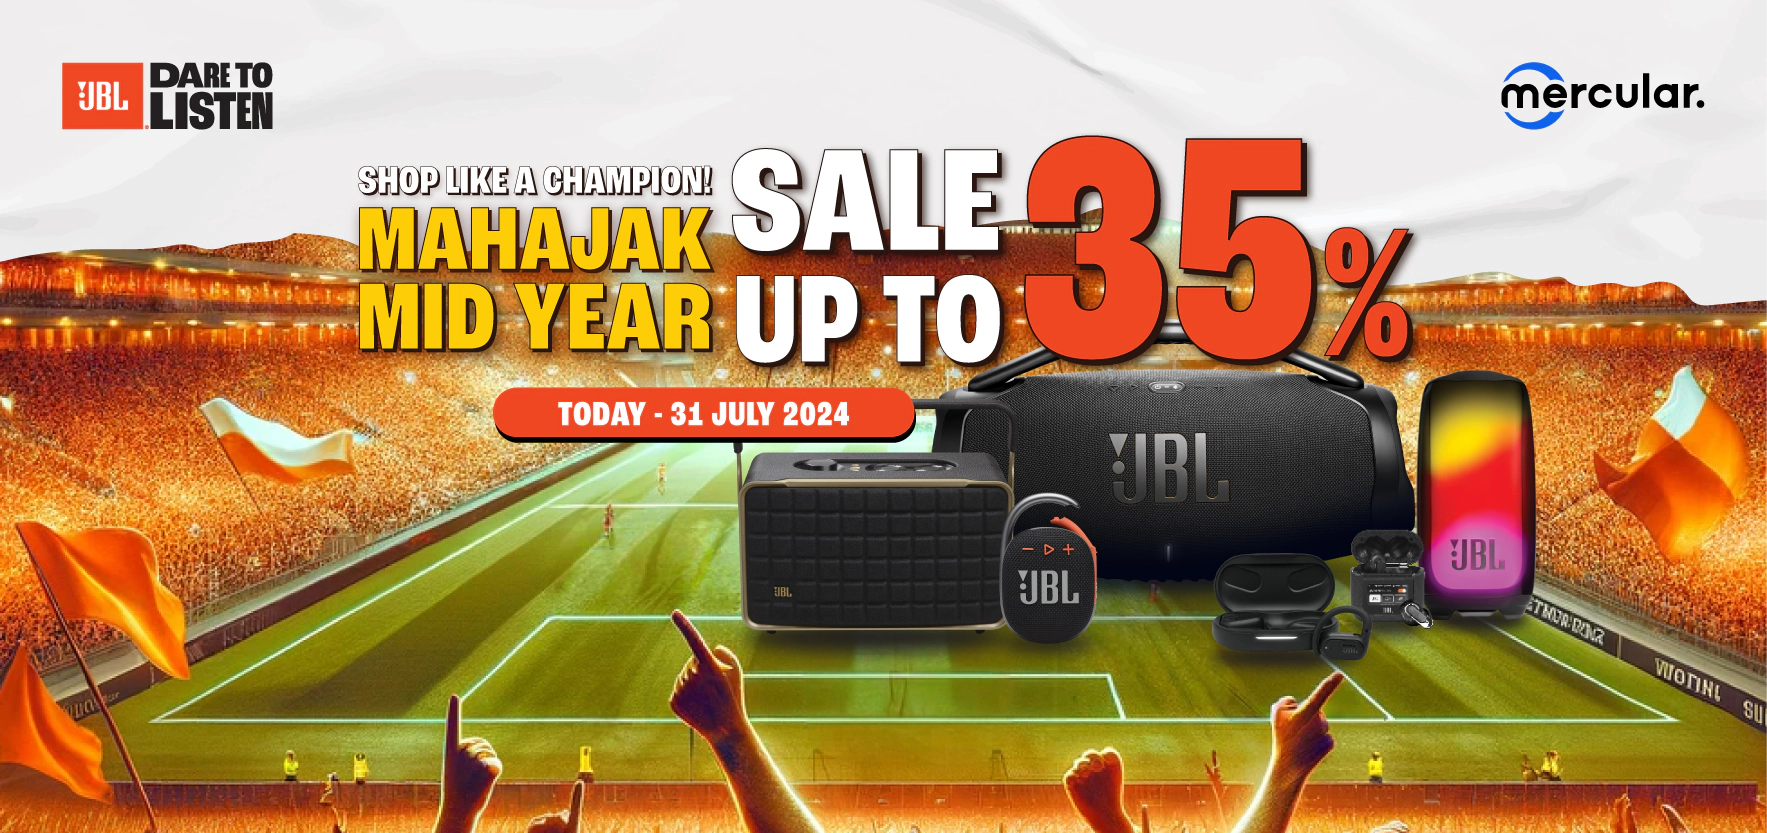 JBL
DARE TO
LISTEN
mercular.
SHOP LIKE A CHAMPION!
MAHAJAK
MID YEAR
SALE
UP TO
35%
TODAY - 31 JULY 2024
JBL
JBL
JBL
JBL